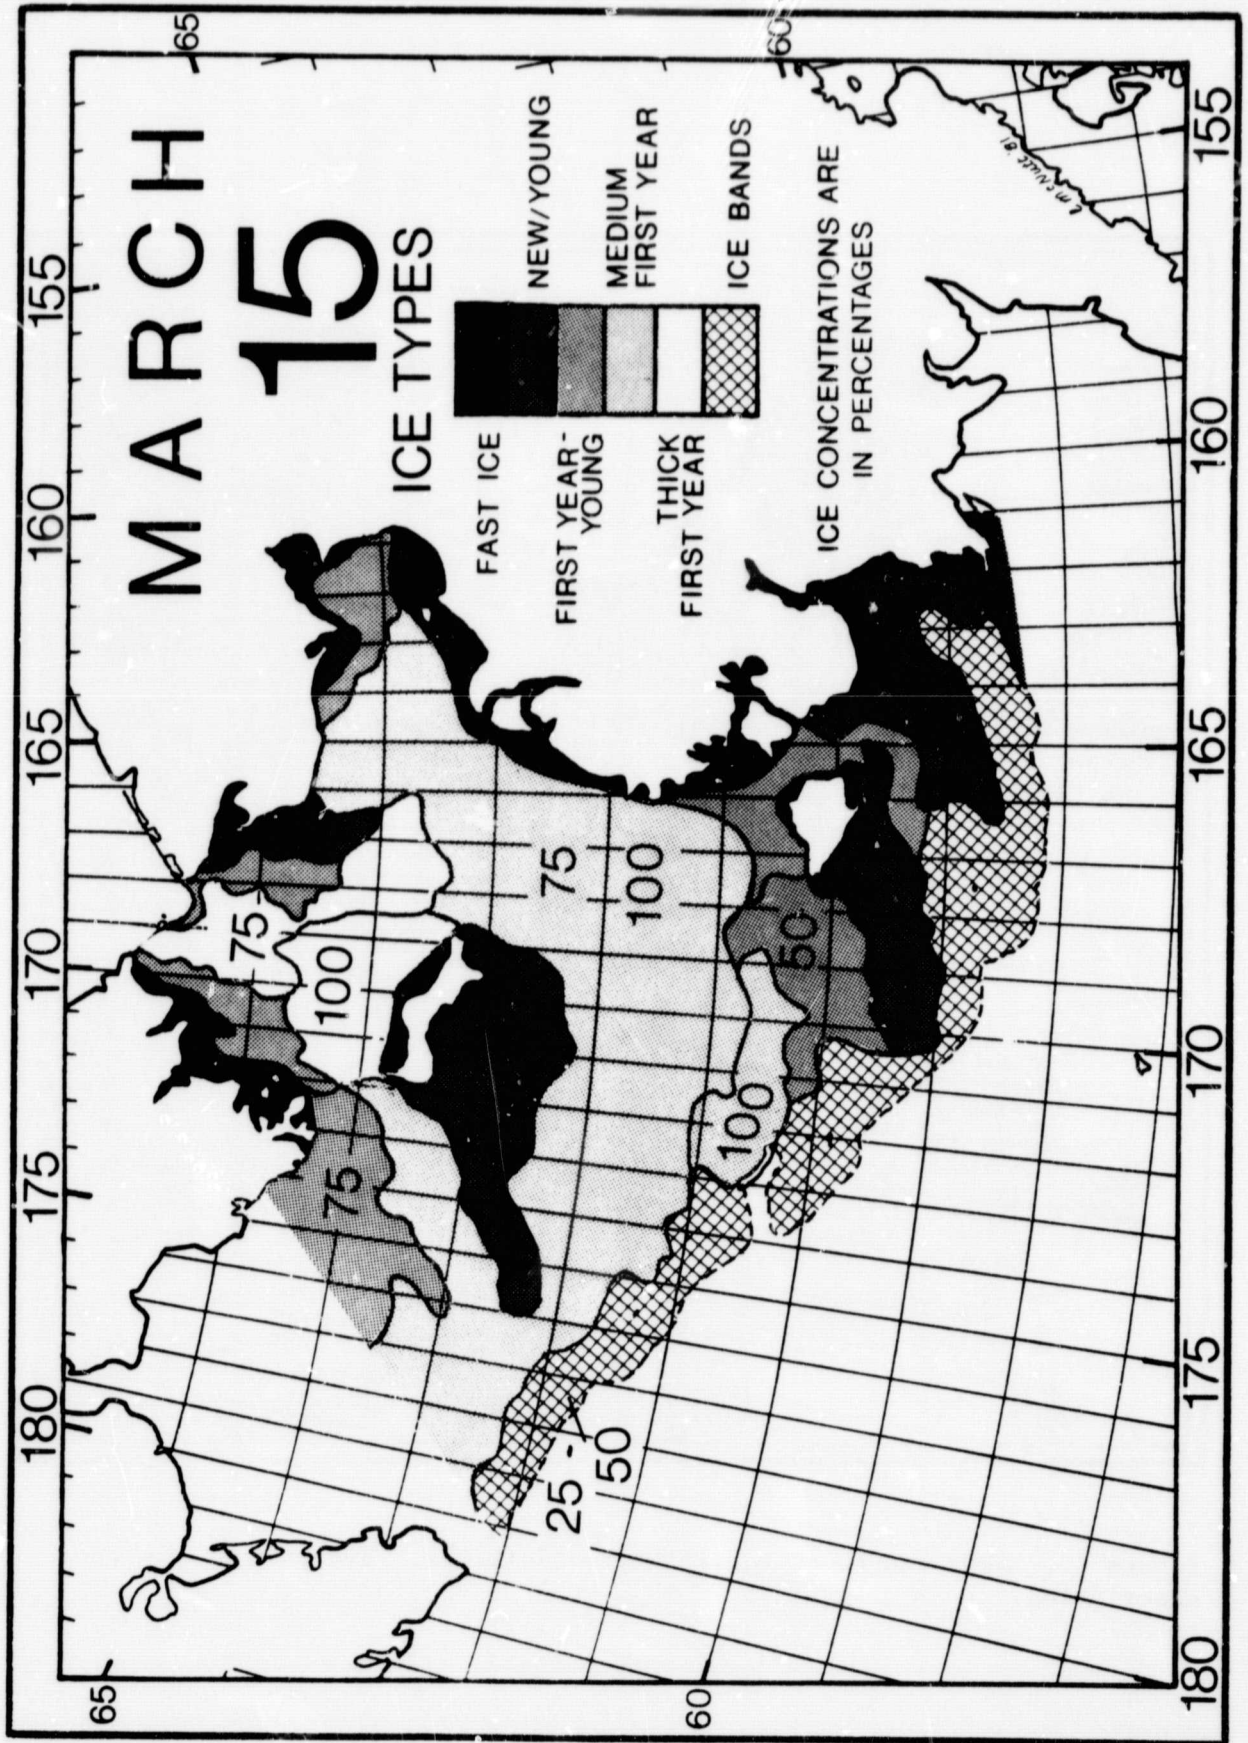 180 175 170 165 160 155
65
65
MARCH
15
ICE TYPES
FAST ICE
NEW/YOUNG
FIRST YEAR-
YOUNG
MEDIUM
FIRST YEAR
THICK
FIRST YEAR
ICE BANDS
ICE CONCENTRATIONS ARE
IN PERCENTAGES
75
75
100
75
100
25-
50
100
50
60
60
L McNutt '81
180 175 170 165 160 155